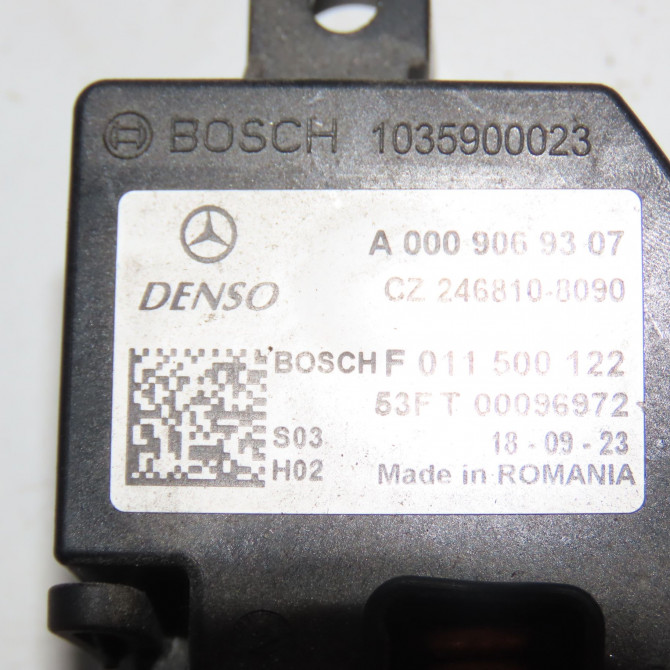 BOSCH 1035900023
A 000 906 93 07
DENSO CZ 246810-8090
BOSCH F 011 500 122
53FT 00096972
S03 18-09-23
H02 Made in ROMANIA